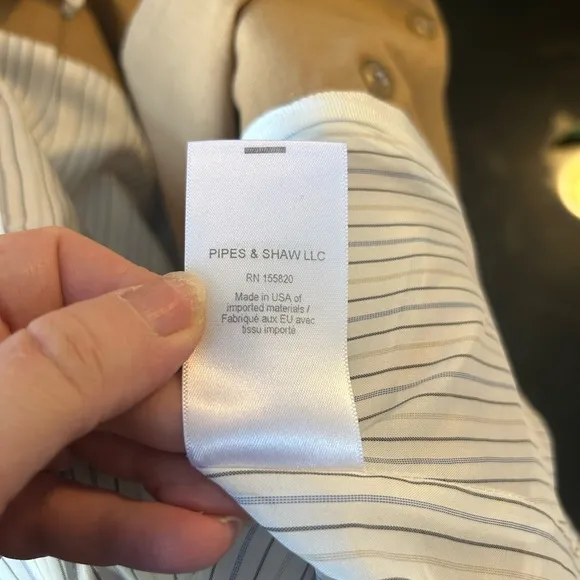 PIPES & SHAW LLC
RN 155820
Made in USA of
imported materials /
Fabriqué aux EU avec
tissu importé